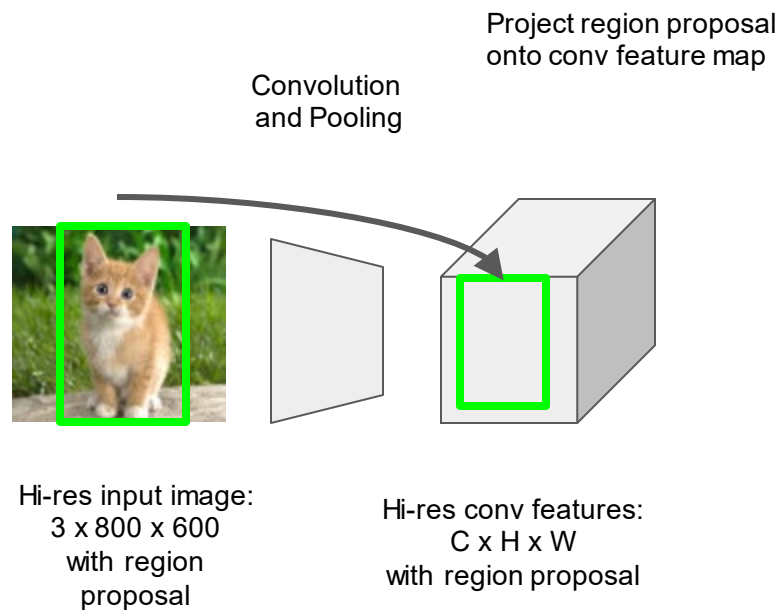 Project region proposal
onto conv feature map
Convolution
and Pooling
Hi-res input image:
3 x 800 x 600
with region
proposal
Hi-res conv features:
C x H x W
with region proposal